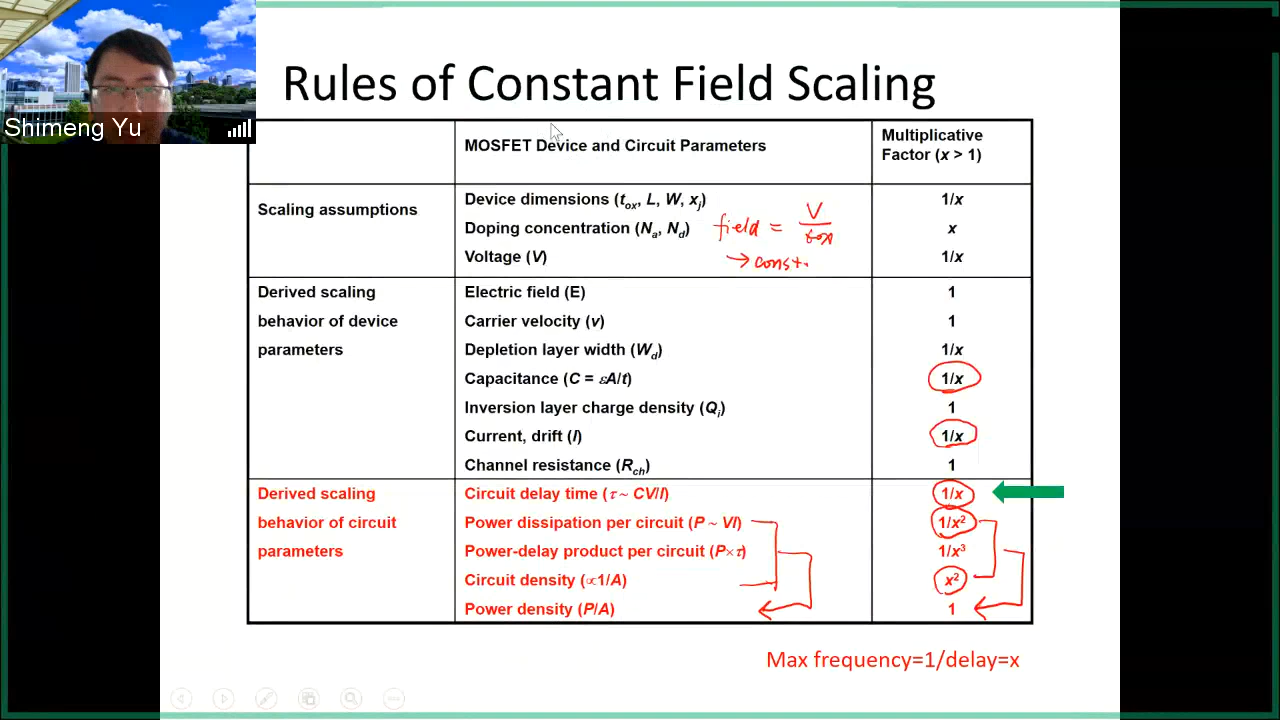 Rules of Constant Field Scaling
Shimeng Yu
MOSFET Device and Circuit Parameters
Multiplicative
Factor (x > 1)
Scaling assumptions
Device dimensions (tox, L, W, xj)
1/x
Doping concentration (Na, Nd)
x
Voltage (V)
1/x
field = V/tox
→ const.
Derived scaling
behavior of device
parameters
Electric field (E)
1
Carrier velocity (v)
1
Depletion layer width (Wd)
1/x
Capacitance (C = εA/t)
1/x
Inversion layer charge density (Qi)
1
Current, drift (I)
1/x
Channel resistance (Rch)
1
Derived scaling
behavior of circuit
parameters
Circuit delay time (τ ~ CV/I)
1/x
Power dissipation per circuit (P ~ VI)
1/x²
Power-delay product per circuit (P×τ)
1/x³
Circuit density (∝1/A)
x²
Power density (P/A)
1
Max frequency=1/delay=x